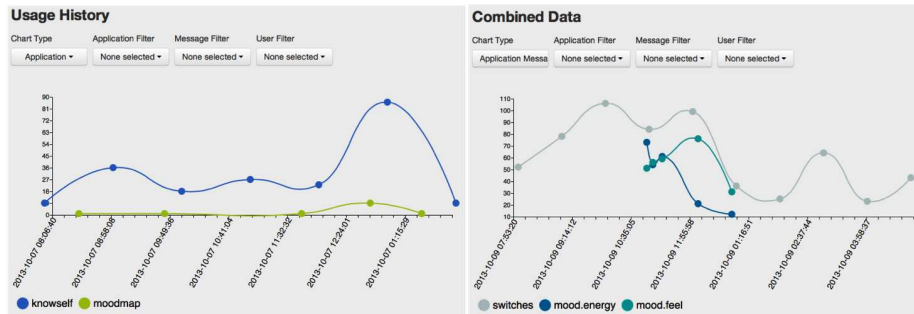 Usage History
Chart Type
Application Filter
Message Filter
User Filter
Application
None selected
None selected
None selected
90
81
72
63
54
45
36
27
18
9
0
2013-10-07 08:06:40
2013-10-07 08:58:08
2013-10-07 09:49:36
2013-10-07 10:41:04
2013-10-07 11:32:32
2013-10-07 12:24:01
2013-10-07 01:15:29
knowself
moodmap
Combined Data
Chart Type
Application Filter
Message Filter
User Filter
Application Messa
None selected
None selected
None selected
110
100
90
80
70
60
50
40
30
20
10
2013-10-09 07:53:20
2013-10-09 09:14:12
2013-10-09 10:35:05
2013-10-09 11:55:58
2013-10-09 01:16:51
2013-10-09 02:37:44
2013-10-09 03:58:37
switches
mood.energy
mood.feel